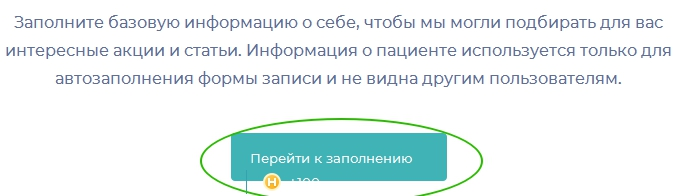 Заполните базовую информацию о себе, чтобы мы могли подбирать для вас
интересные акции и статьи. Информация о пациенте используется только для
автозаполнения формы записи и не видна другим пользователям.
Перейти к заполнению
Н